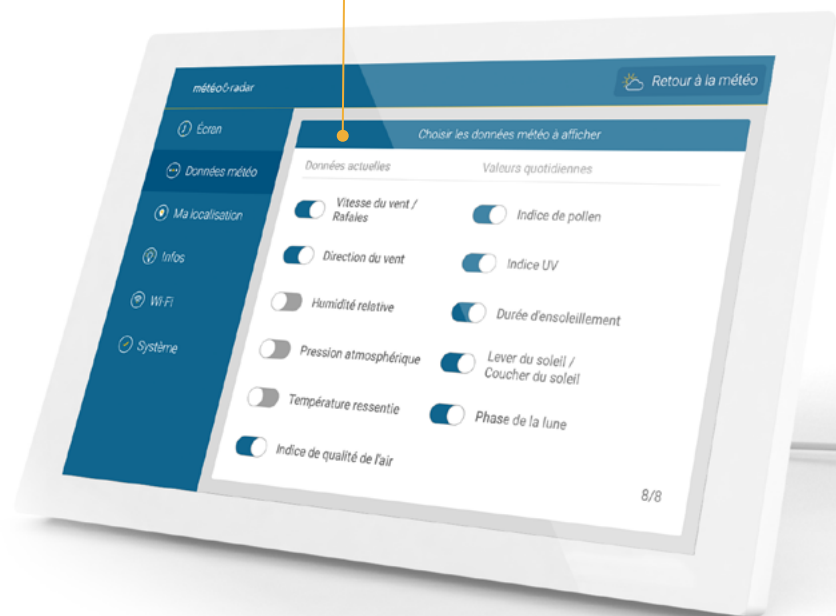 météo&radar
Retour à la météo
Écran
Données météo
Ma localisation
Infos
Wi-Fi
Système
Choisir les données météo à afficher
Données actuelles
Valeurs quotidiennes
Vitesse du vent /
Rafales
Direction du vent
Humidité relative
Pression atmosphérique
Température ressentie
Indice de qualité de l'air
Indice de pollen
Indice UV
Durée d'ensoleillement
Lever du soleil /
Coucher du soleil
Phase de la lune
8/8